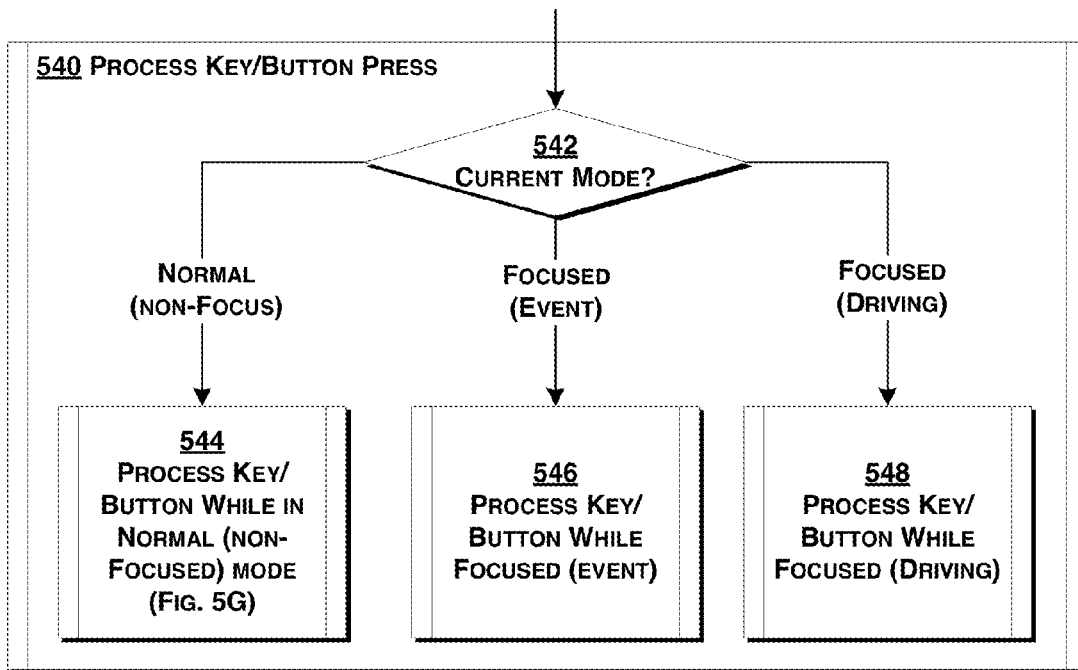 540 PROCESS KEY/BUTTON PRESS
542
CURRENT MODE?
NORMAL
(NON-FOCUS)
FOCUSED
(EVENT)
FOCUSED
(DRIVING)
544
PROCESS KEY/
BUTTON WHILE IN
NORMAL (NON-
FOCUSED) MODE
(FIG. 5G)
546
PROCESS KEY/
BUTTON WHILE
FOCUSED (EVENT)
548
PROCESS KEY/
BUTTON WHILE
FOCUSED (DRIVING)